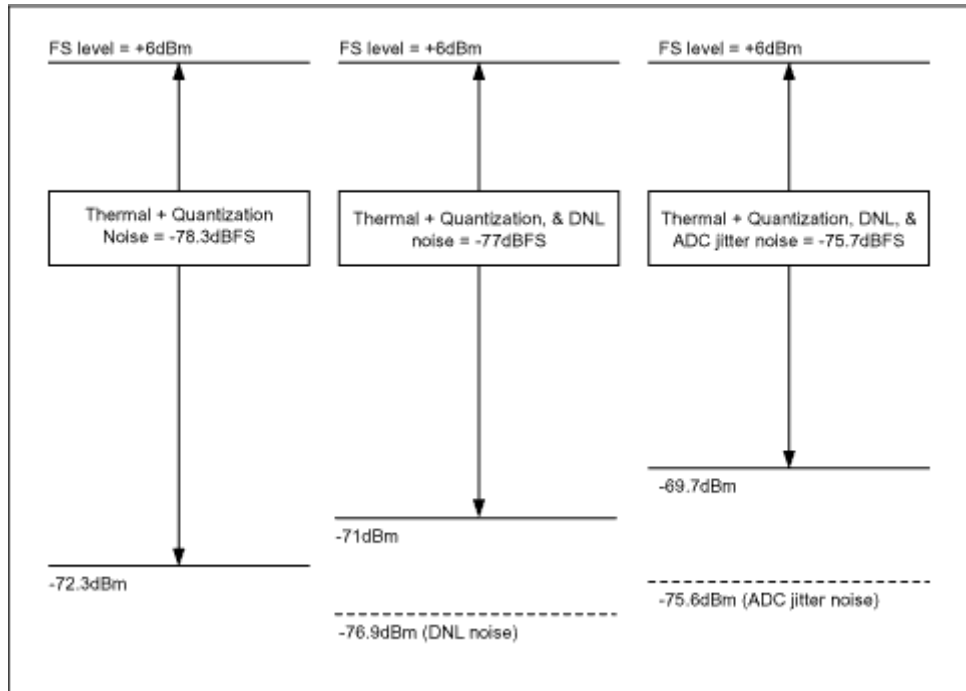 FS level = +6dBm
Thermal + Quantization
Noise = -78.3dBFS
-72.3dBm
FS level = +6dBm
Thermal + Quantization, & DNL
noise = -77dBFS
-71dBm
-76.9dBm (DNL noise)
FS level = +6dBm
Thermal + Quantization, DNL, &
ADC jitter noise = -75.7dBFS
-69.7dBm
-75.6dBm (ADC jitter noise)